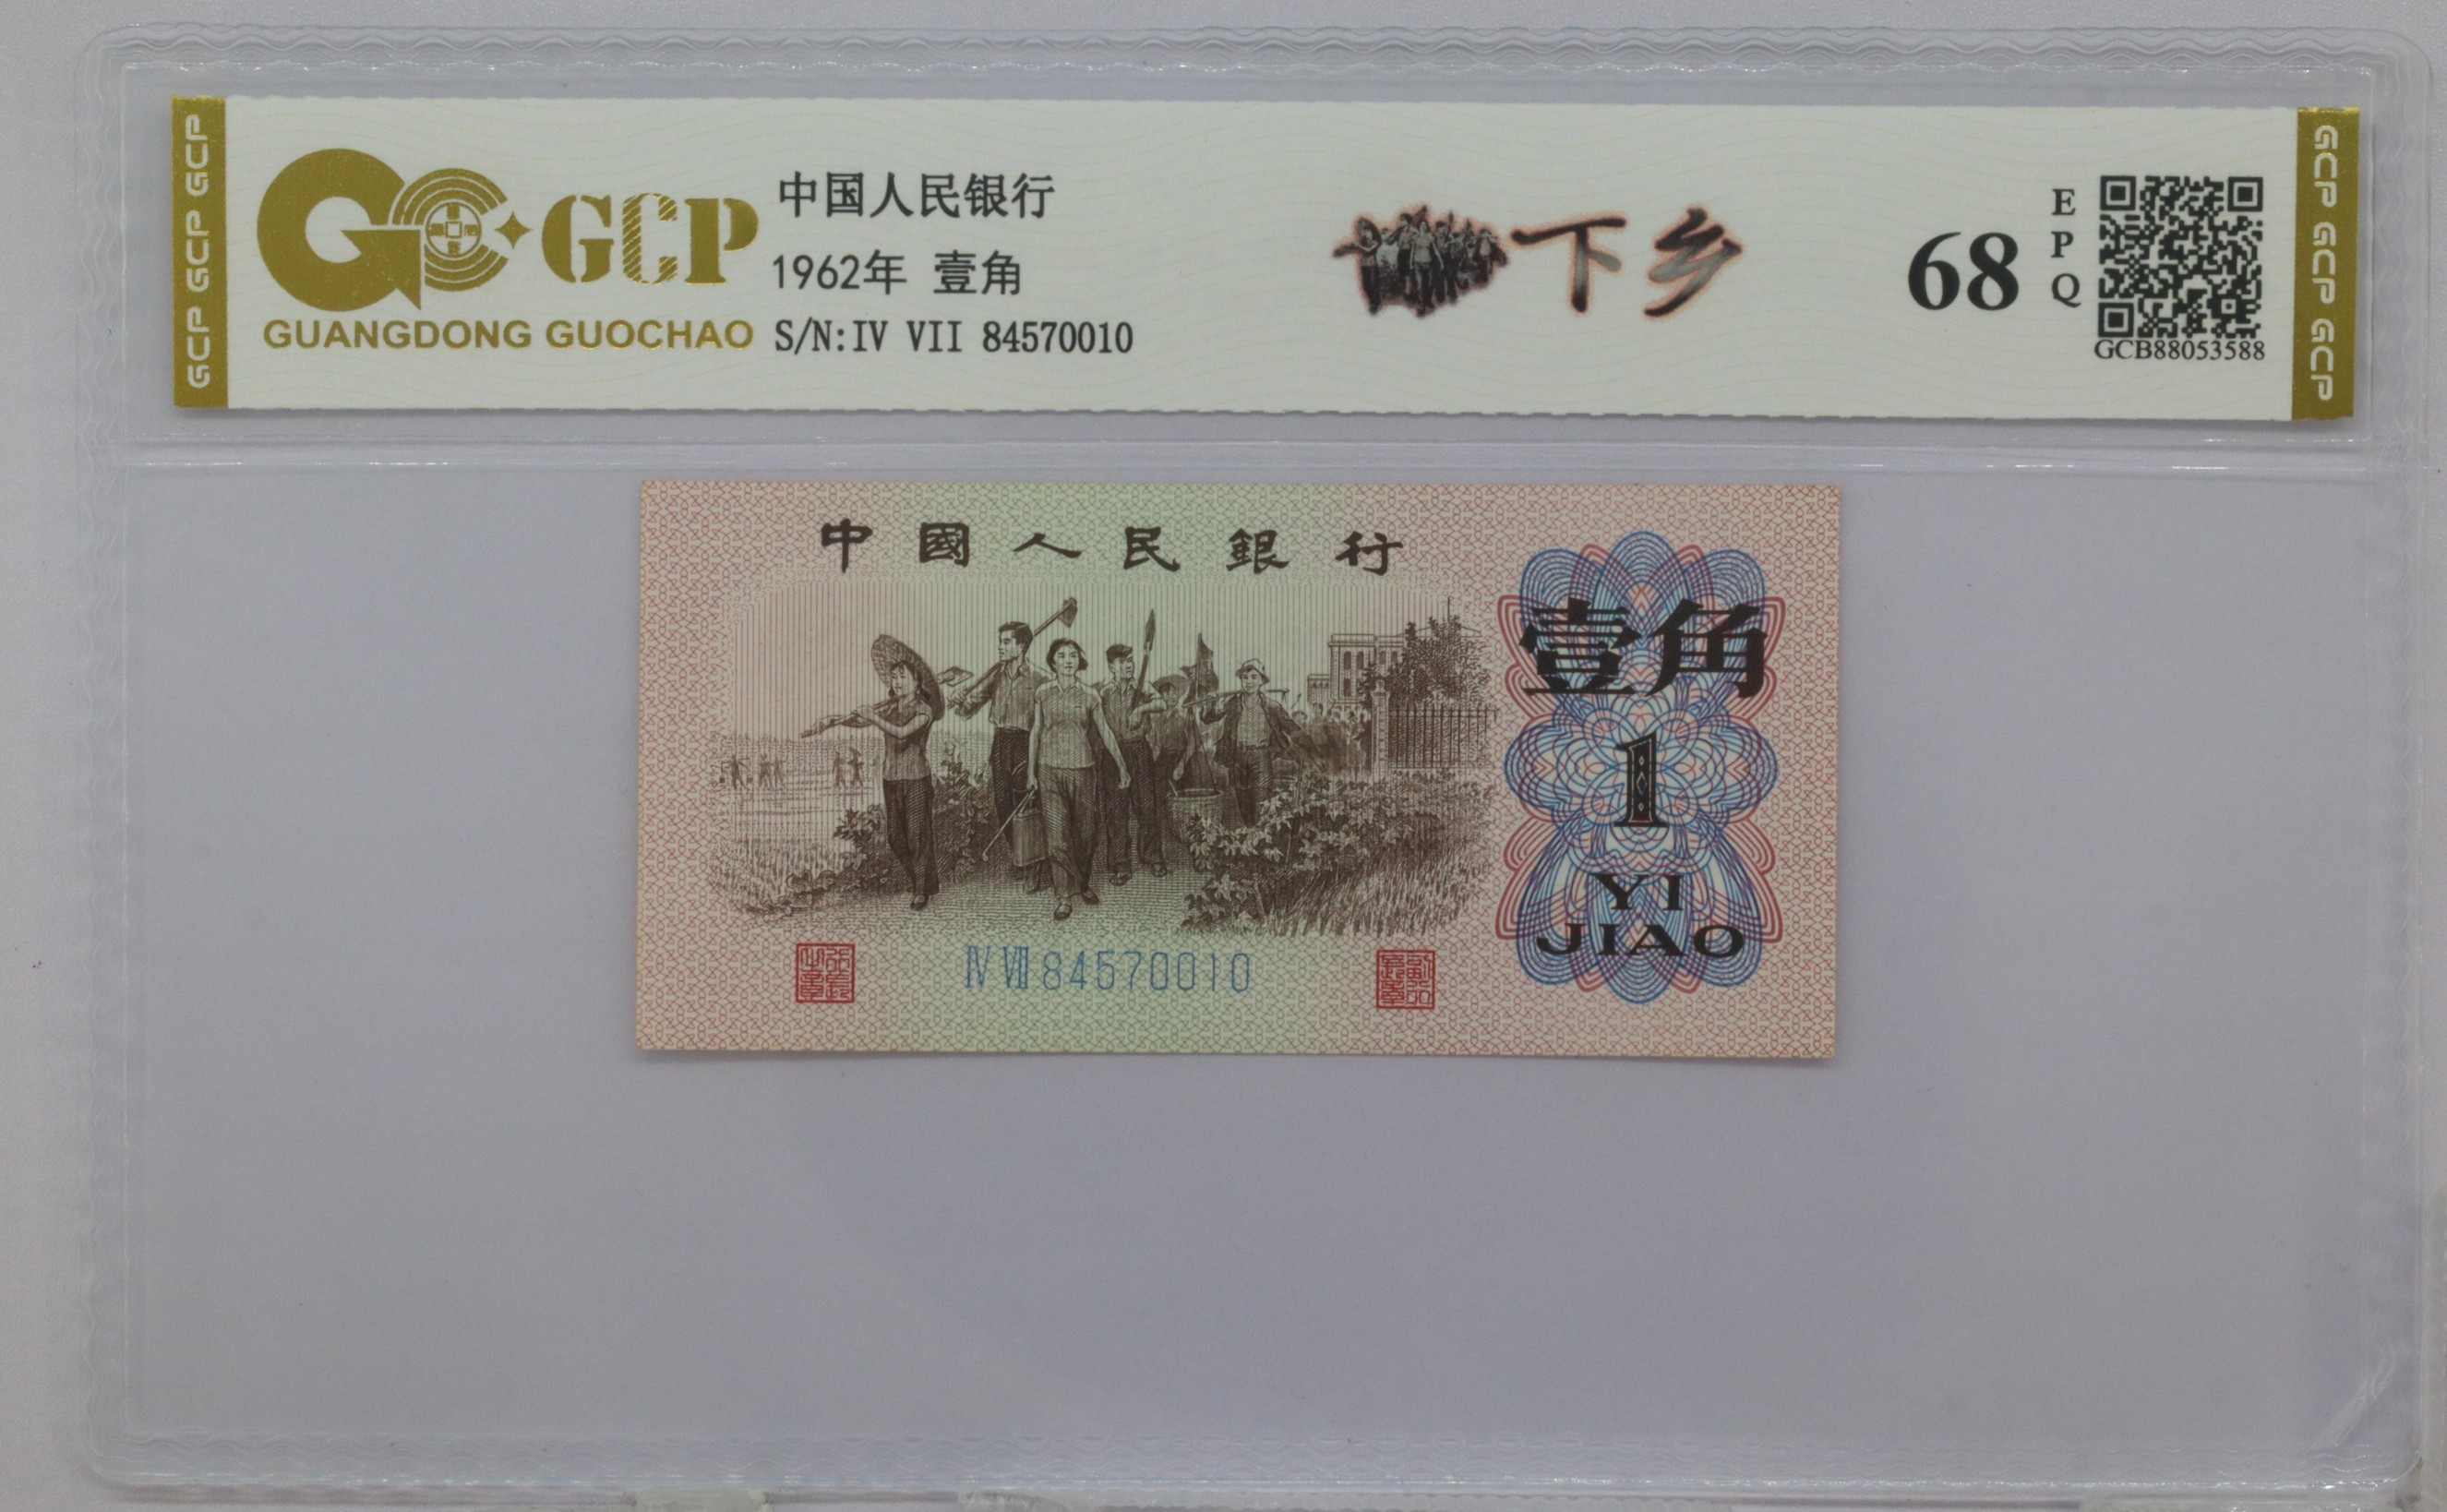 GCP GCP GCP
GCP
GUANGDONG GUOCHAO
中国人民银行
1962年 壹角
S/N:IV VII 84570010
下乡
68
EPQ
GCB88053588
GCP GCP GCP
中國人民銀行
壹角
1
YI
JIAO
IV VII 84570010